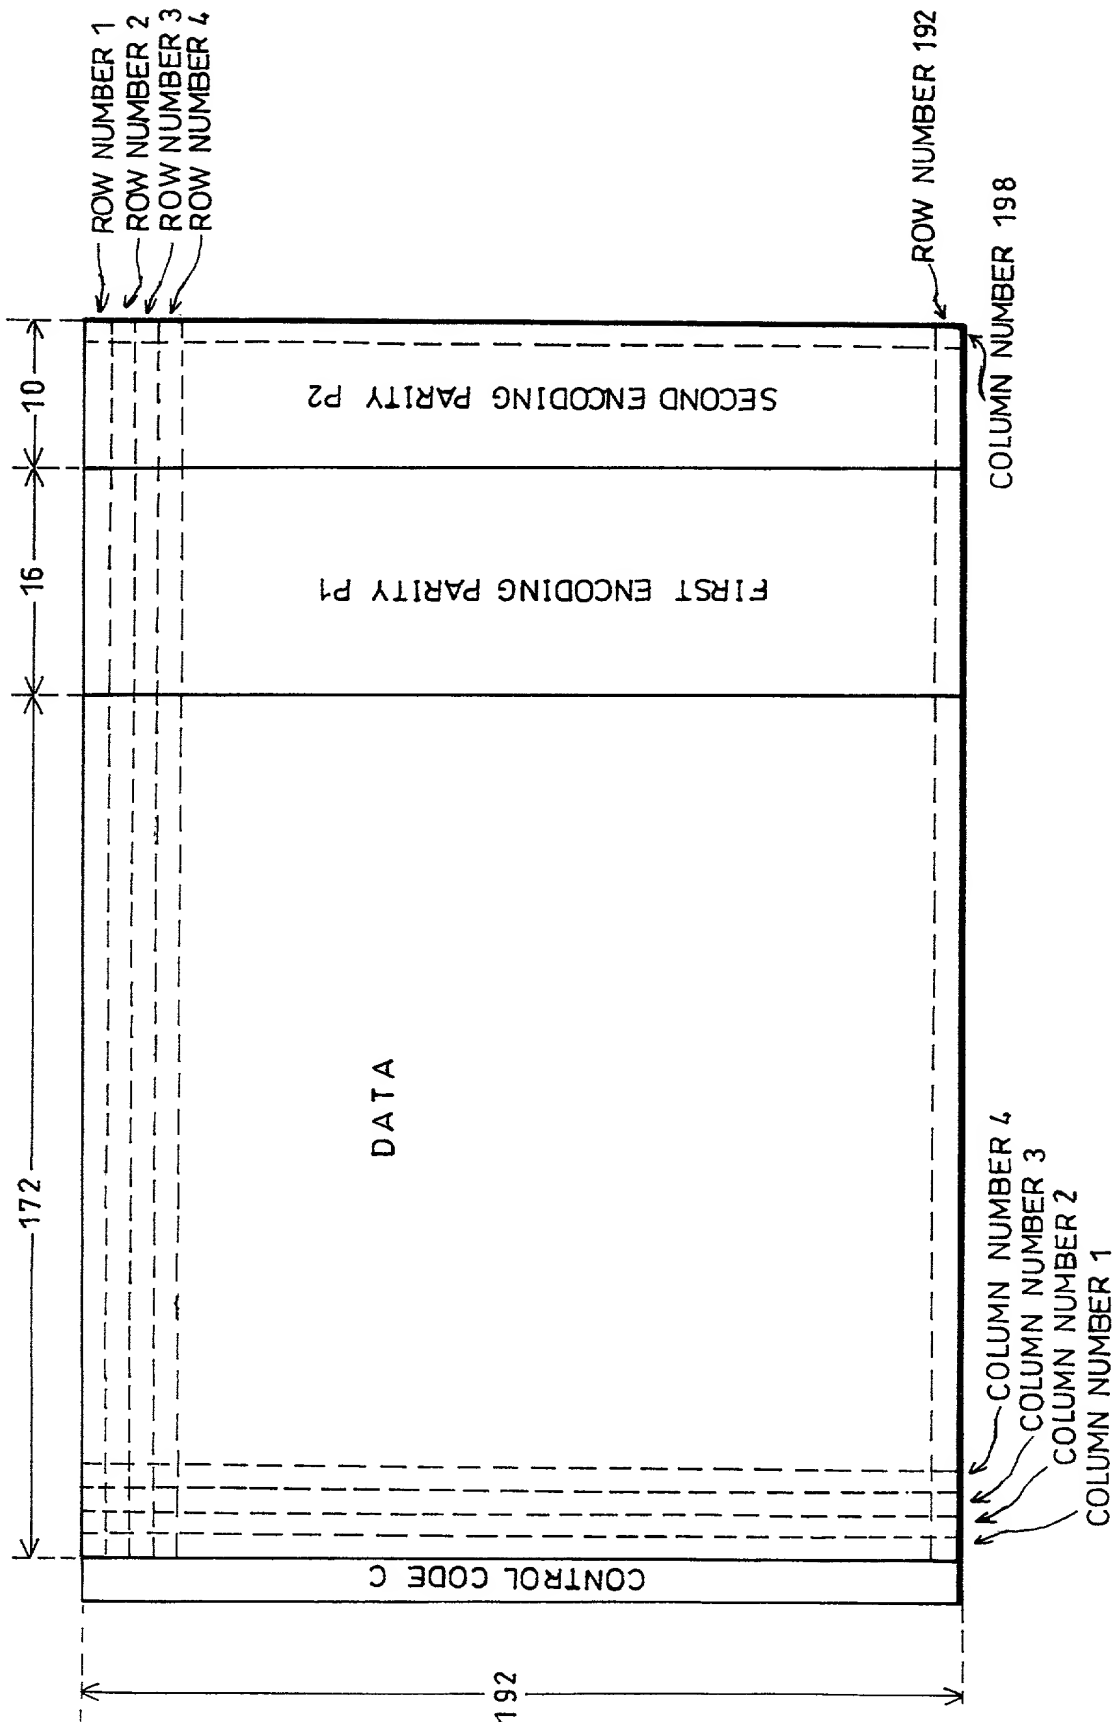 172
16
10
ROW NUMBER 1
ROW NUMBER 2
ROW NUMBER 3
ROW NUMBER 4
192
CONTROL CODE C
DATA
FIRST ENCODING PARITY P1
SECOND ENCODING PARITY P2
ROW NUMBER 192
COLUMN NUMBER 198
COLUMN NUMBER 4
COLUMN NUMBER 3
COLUMN NUMBER 2
COLUMN NUMBER 1